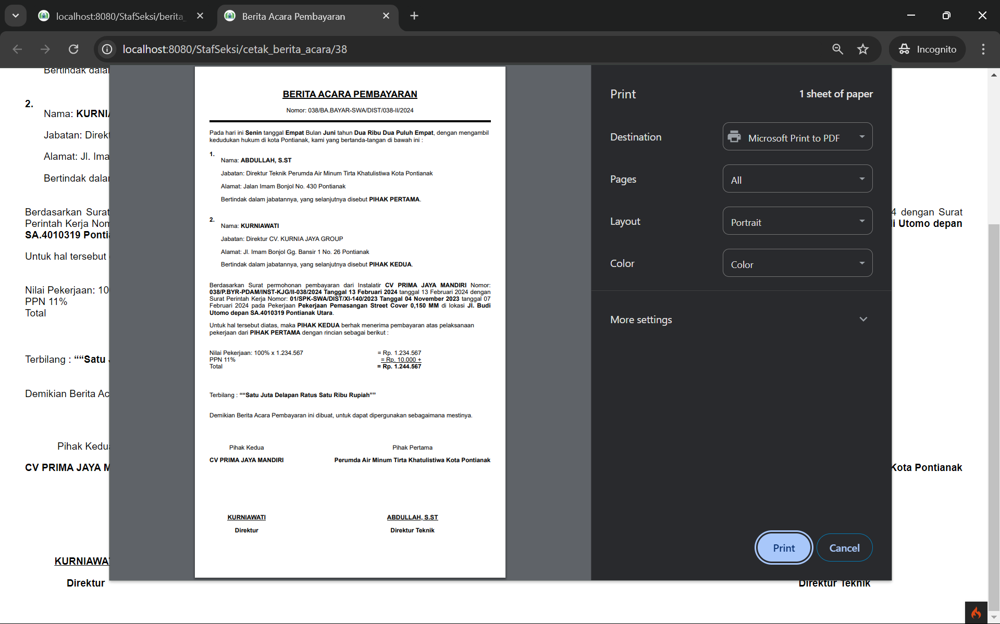 localhost:8080/StafSeksi/berita_
Berita Acara Pembayaran
localhost:8080/StafSeksi/cetak_berita_acara/38
Incognito
Bertindak dalar
2.
Nama: KURNIA
Jabatan: Direkt
Alamat: Jl. Ima
Bertindak dalar
Berdasarkan Surat
Perintah Kerja Nom
SA.4010319 Pontia
Untuk hal tersebut
Nilai Pekerjaan: 10
PPN 11%
Total
Terbilang : ““Satu J
Demikian Berita Ac
Pihak Kedua
CV PRIMA JAYA M
KURNIAWA
Direktur
BERITA ACARA PEMBAYARAN
Nomor: 038/BA.BAYAR-SWA/DIST/038-II/2024
Pada hari ini Senin tanggal Empat Bulan Juni tahun Dua Ribu Dua Puluh Empat, dengan mengambil
kedudukan hukum di kota Pontianak, kami yang bertanda-tangan di bawah ini :
1.
Nama: ABDULLAH, S.ST
Jabatan: Direktur Teknik Perumda Air Minum Tirta Khatulistiwa Kota Pontianak
Alamat: Jalan Imam Bonjol No. 430 Pontianak
Bertindak dalam jabatannya, yang selanjutnya disebut PIHAK PERTAMA.
2.
Nama: KURNIAWATI
Jabatan: Direktur CV. KURNIA JAYA GROUP
Alamat: Jl. Imam Bonjol Gg. Bansir 1 No. 26 Pontianak
Bertindak dalam jabatannya, yang selanjutnya disebut PIHAK KEDUA.
Berdasarkan Surat permohonan pembayaran dari Instalatir CV PRIMA JAYA MANDIRI Nomor:
038/P.BYR-PDAM/INST-KJG/II-038/2024 Tanggal 13 Februari 2024 tanggal 13 Februari 2024 dengan
Surat Perintah Kerja Nomor: 01/SPK-SWA/DIST/XI-140/2023 Tanggal 04 November 2023 tanggal 07
Februari 2024 pada Pekerjaan Pekerjaan Pemasangan Street Cover 0,150 MM di lokasi Jl. Budi
Utomo depan SA.4010319 Pontianak Utara.
Untuk hal tersebut diatas, maka PIHAK KEDUA berhak menerima pembayaran atas pelaksanaan
pekerjaan dari PIHAK PERTAMA dengan rincian sebagai berikut :
Nilai Pekerjaan: 100% x 1.234.567 = Rp. 1.234.567
PPN 11% = Rp. 10.000 +
Total = Rp. 1.244.567
Terbilang : ““Satu Juta Delapan Ratus Satu Ribu Rupiah””
Demikian Berita Acara Pembayaran ini dibuat, untuk dapat dipergunakan sebagaimana mestinya.
Pihak Kedua Pihak Pertama
CV PRIMA JAYA MANDIRI Perumda Air Minum Tirta Khatulistiwa Kota Pontianak
KURNIAWATI ABDULLAH, S.ST
Direktur Direktur Teknik
Print 1 sheet of paper
Destination Microsoft Print to PDF
Pages All
Layout Portrait
Color Color
More settings
Print Cancel
4 dengan Surat
di Utomo depan
Kota Pontianak
Direktur Teknik